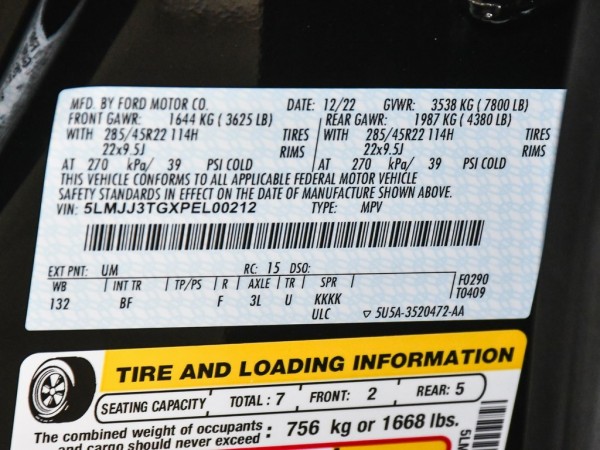 MFD. BY FORD MOTOR CO. DATE: 12/22 GVWR: 3538 KG ( 7800 LB)
FRONT GAWR: 1644 KG ( 3625 LB) REAR GAWR: 1987 KG ( 4380 LB)
WITH 285/45R22 114H TIRES WITH 285/45R22 114H TIRES
22x9.5J RIMS 22x9.5J RIMS
AT 270 kPa/ 39 PSI COLD AT 270 kPa/ 39 PSI COLD
THIS VEHICLE CONFORMS TO ALL APPLICABLE FEDERAL MOTOR VEHICLE
SAFETY STANDARDS IN EFFECT ON THE DATE OF MANUFACTURE SHOWN ABOVE.
VIN: 5LMJJ3TGXPEL00212 TYPE: MPV
EXT PNT: UM RC: 15 DSO:
WB INT TR TP/PS R AXLE TR SPR F0290
132 BF F 3L U KKKK T0409
ULC ▽ 5U5A-3520472-AA
TIRE AND LOADING INFORMATION
SEATING CAPACITY TOTAL : 7 FRONT: 2 REAR: 5
The combined weight of occupants
and cargo should never exceed : 756 kg or 1668 lbs.
5LM